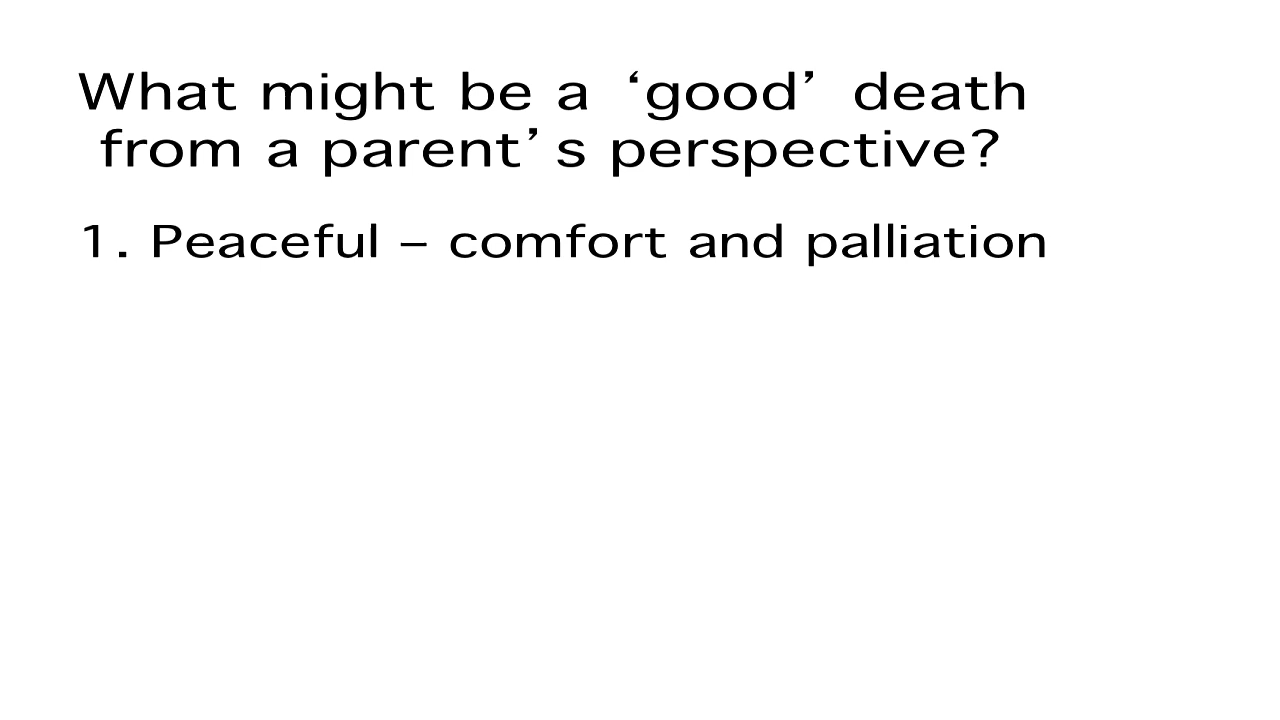 What might be a ‘good’ death
from a parent’s perspective?
1. Peaceful – comfort and palliation